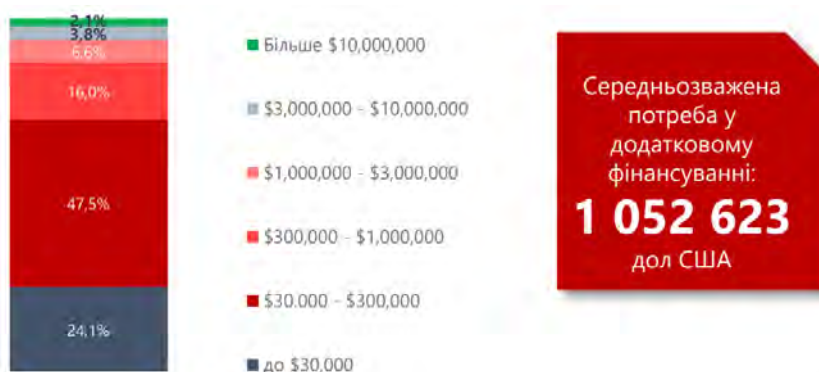 2,1%
3,8%
6,6%
16,0%
47,5%
24,1%
Більше $10,000,000
$3,000,000 - $10,000,000
$1,000,000 - $3,000,000
$300,000 - $1,000,000
$30.000 - $300,000
до $30,000
Середньозважена
потреба у
додатковому
фінансуванні:
1 052 623
дол США